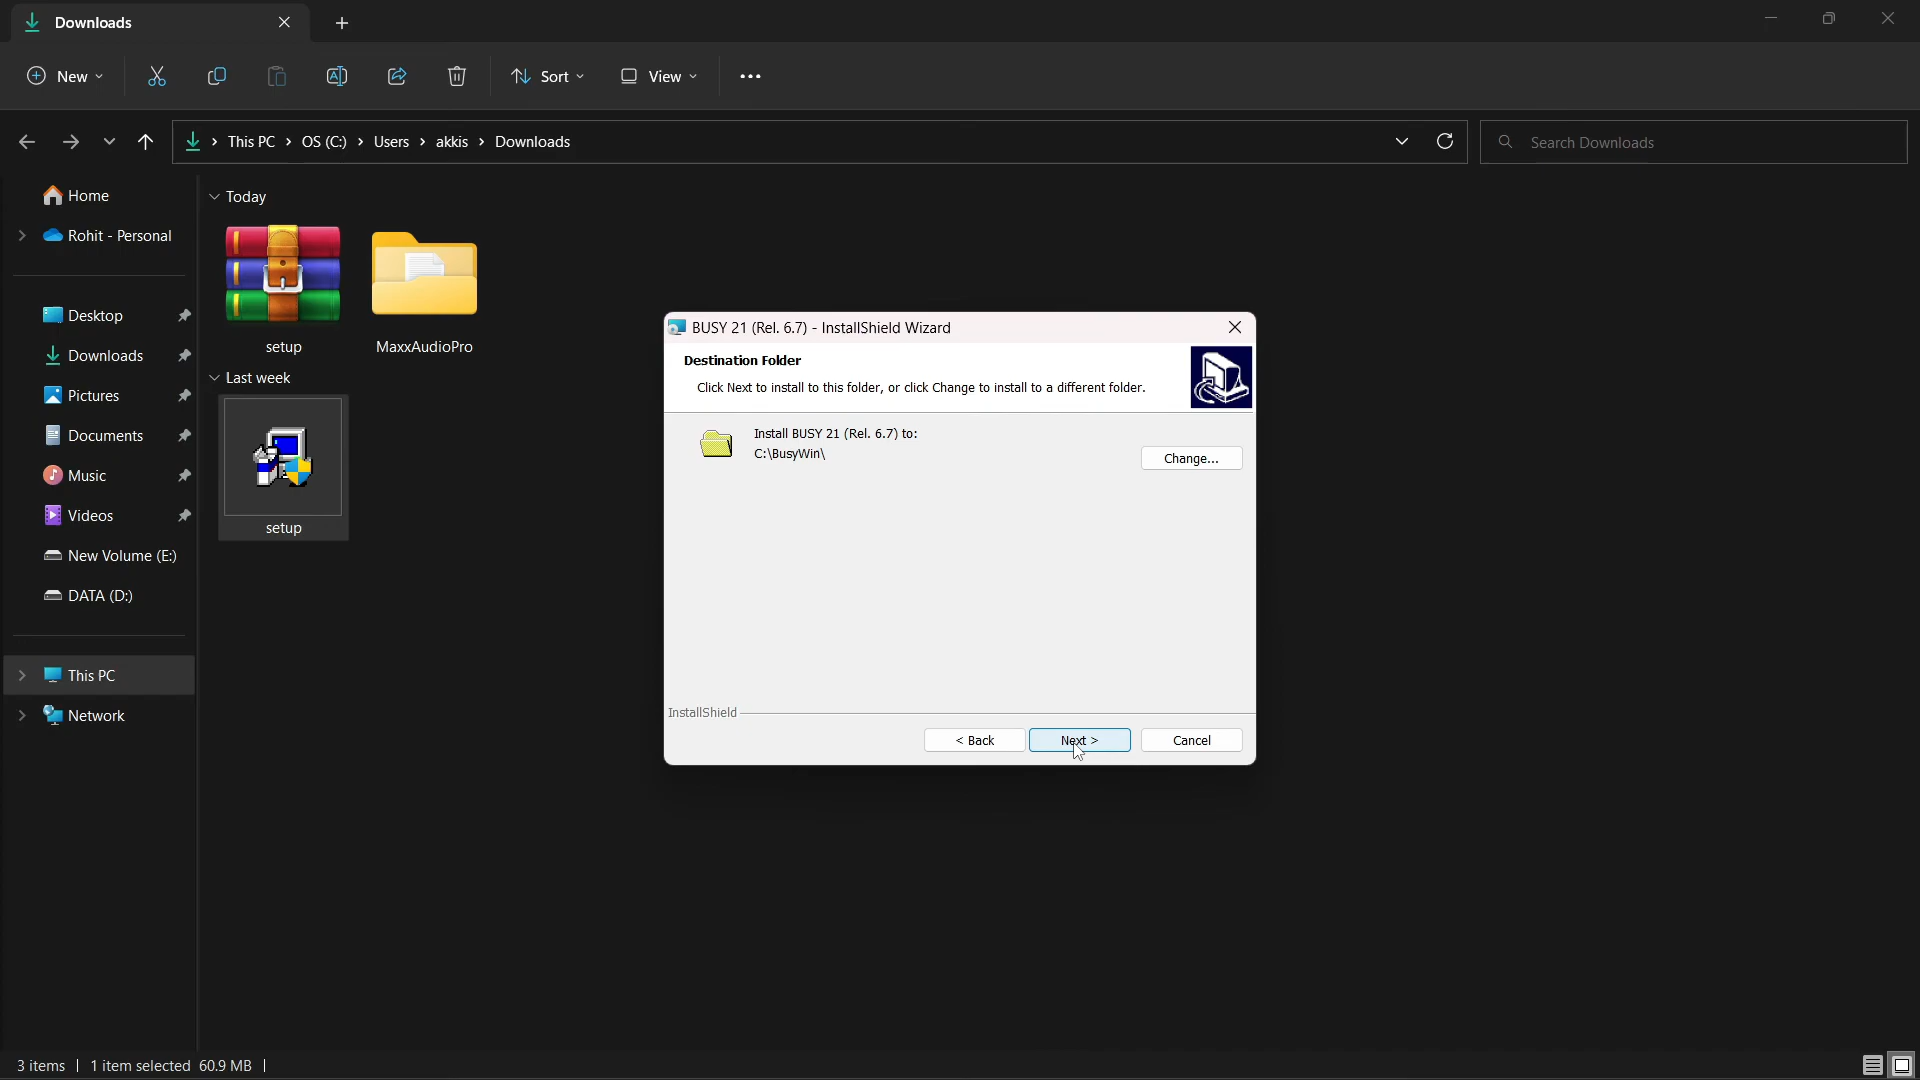 Downloads
New
Sort
View
This PC > OS (C:) > Users > akkis > Downloads
Search Downloads
Home
Rohit - Personal
Desktop
Downloads
Pictures
Documents
Music
Videos
New Volume (E:)
DATA (D:)
This PC
Network
Today
setup
MaxxAudioPro
Last week
setup
BUSY 21 (Rel. 6.7) - InstallShield Wizard
Destination Folder
Click Next to install to this folder, or click Change to install to a different folder.
Install BUSY 21 (Rel. 6.7) to:
C:\BusyWin\
Change...
InstallShield
< Back
Next >
Cancel
3 items
1 item selected 60.9 MB